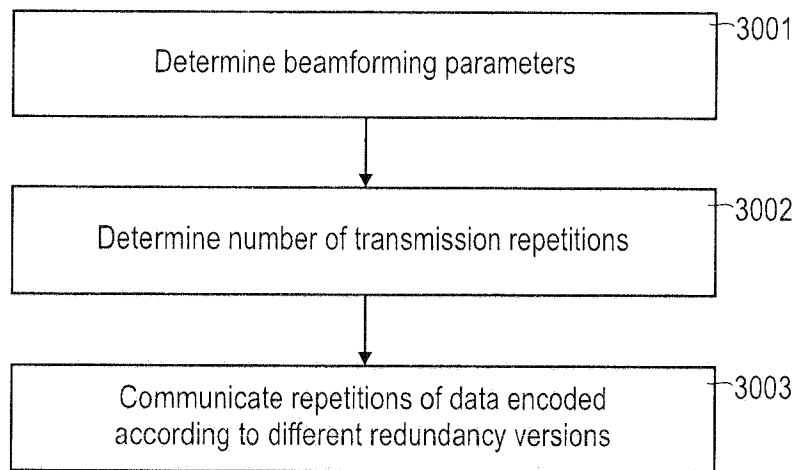 3001
Determine beamforming parameters
3002
Determine number of transmission repetitions
3003
Communicate repetitions of data encoded
according to different redundancy versions